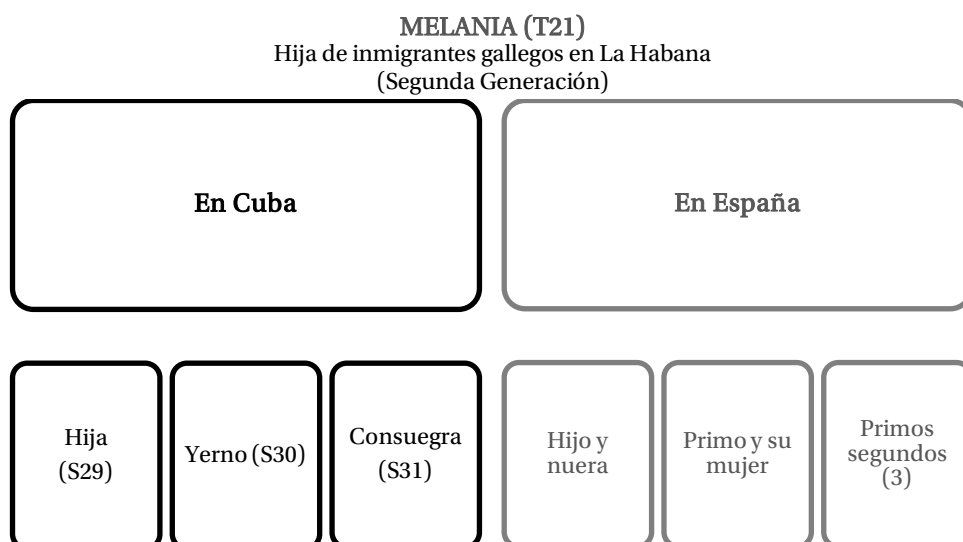 MELANIA (T21)
Hija de inmigrantes gallegos en La Habana
(Segunda Generación)
En Cuba
En España
Hija
(S29)
Yerno (S30)
Consuegra
(S31)
Hijo y
nuera
Primo y su
mujer
Primos
segundos
(3)